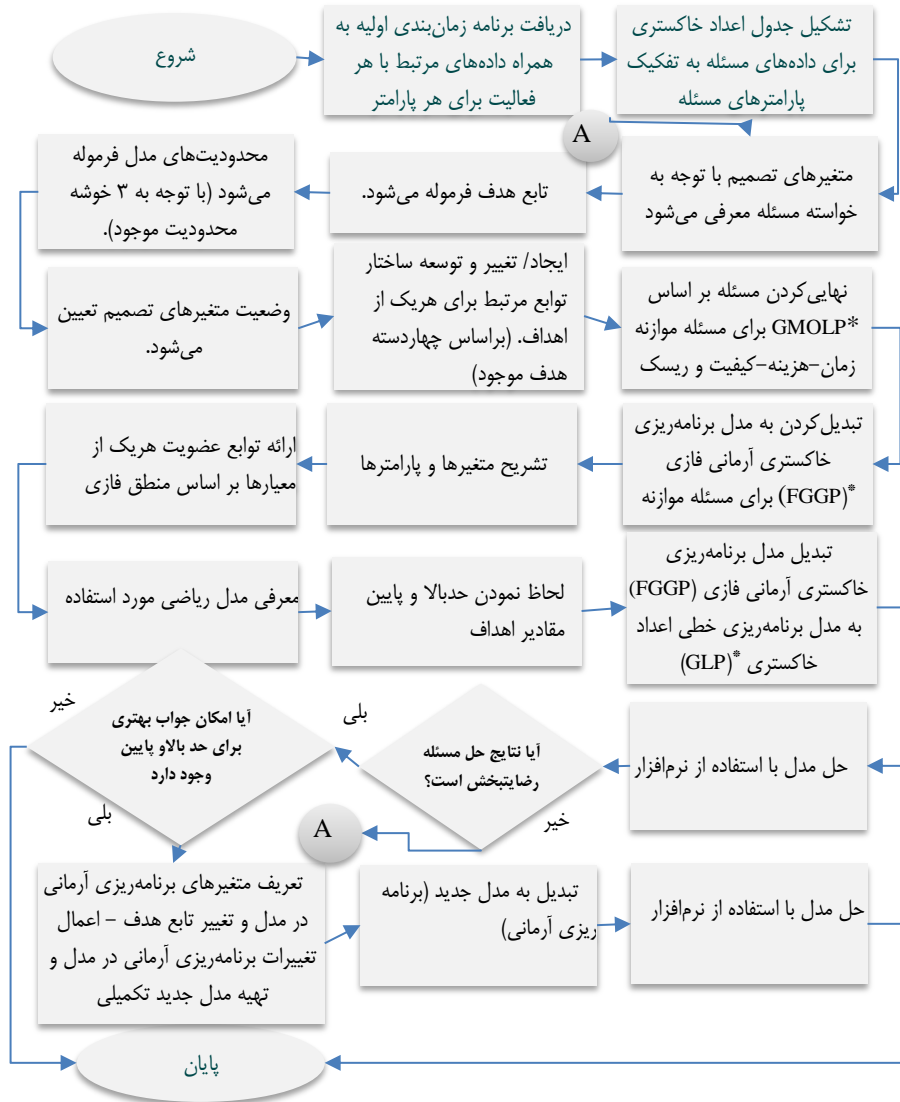 شروع
دریافت برنامه زمان‌بندی اولیه به
همراه داده‌های مرتبط با هر
فعالیت برای هر پارامتر
تشکیل جدول اعداد خاکستری
برای داده‌های مسئله به تفکیک
پارامترهای مسئله
A
متغیرهای تصمیم با توجه به
خواسته مسئله معرفی می‌شود
تابع هدف فرموله می‌شود.
محدودیت‌های مدل فرموله
می‌شود (با توجه به ۳ خوشه
محدودیت موجود).
وضعیت متغیرهای تصمیم تعیین
می‌شود.
ایجاد/ تغییر و توسعه ساختار
توابع مرتبط برای هریک از
اهداف. (براساس چهاردسته
هدف موجود)
نهایی‌کردن مسئله بر اساس
GMOLP* برای مسئله موازنه
زمان-هزینه-کیفیت و ریسک
تبدیل‌کردن به مدل برنامه‌ریزی
خاکستری آرمانی فازی
(FGGP)* برای مسئله موازنه
تشریح متغیرها و پارامترها
ارائه توابع عضویت هریک از
معیارها بر اساس منطق فازی
معرفی مدل ریاضی مورد استفاده
لحاظ نمودن حدبالا و پایین
مقادیر اهداف
تبدیل مدل برنامه‌ریزی
خاکستری آرمانی فازی (FGGP)
به مدل برنامه‌ریزی خطی اعداد
خاکستری *(GLP)
حل مدل با استفاده از نرم‌افزار
آیا نتایج حل مسئله
رضایتبخش است؟
بلی
خیر
آیا امکان جواب بهتری
برای حد بالاو پایین
وجود دارد
خیر
بلی
A
تعریف متغیرهای برنامه‌ریزی آرمانی
در مدل و تغییر تابع هدف – اعمال
تغییرات برنامه‌ریزی آرمانی در مدل و
تهیه مدل جدید تکمیلی
تبدیل به مدل جدید (برنامه
ریزی آرمانی)
حل مدل با استفاده از نرم‌افزار
پایان